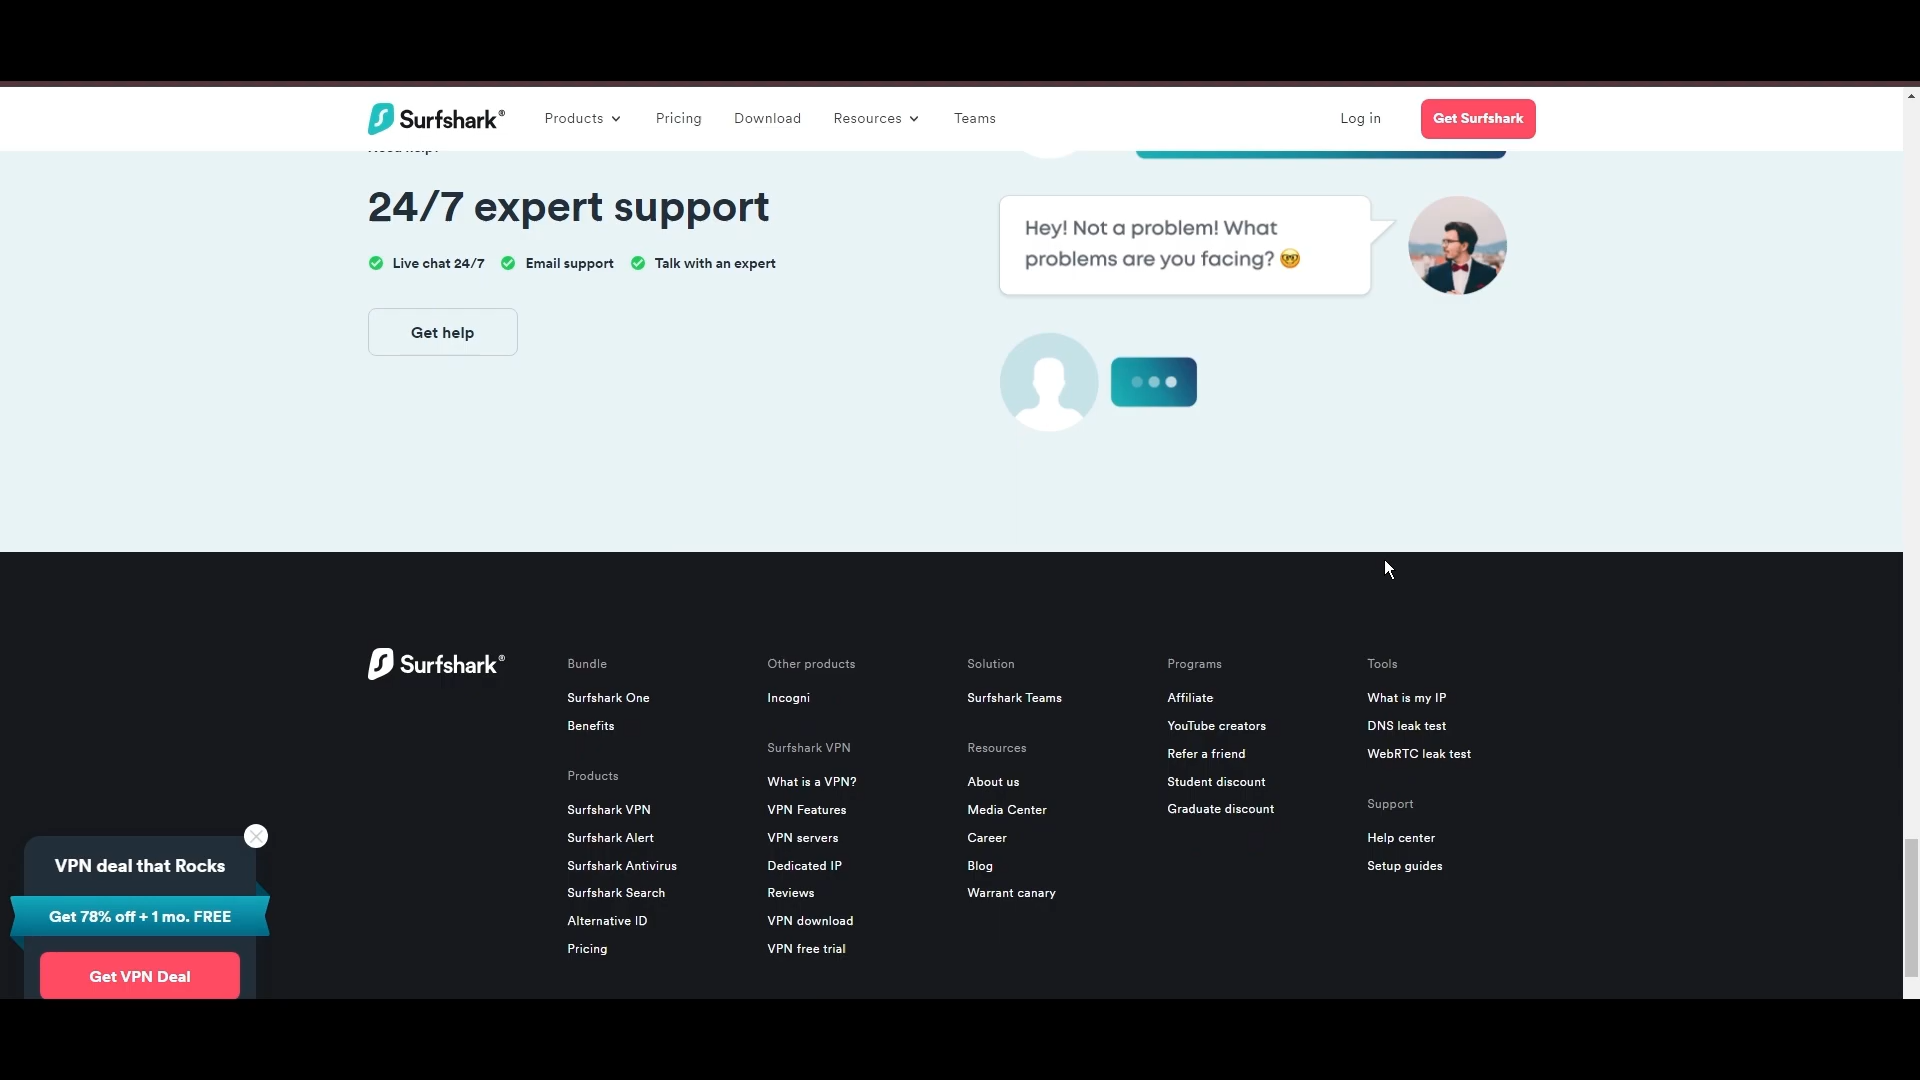 Surfshark®
Products
Pricing
Download
Resources
Teams
Log in
Get Surfshark
24/7 expert support
Live chat 24/7
Email support
Talk with an expert
Get help
Hey! Not a problem! What
problems are you facing? 🤓
Surfshark®
Bundle
Surfshark One
Benefits
Products
Surfshark VPN
Surfshark Alert
Surfshark Antivirus
Surfshark Search
Alternative ID
Pricing
Other products
Incogni
Surfshark VPN
What is a VPN?
VPN Features
VPN servers
Dedicated IP
Reviews
VPN download
VPN free trial
Solution
Surfshark Teams
Resources
About us
Media Center
Career
Blog
Warrant canary
Programs
Affiliate
YouTube creators
Refer a friend
Student discount
Graduate discount
Tools
What is my IP
DNS leak test
WebRTC leak test
Support
Help center
Setup guides
VPN deal that Rocks
Get 78% off + 1 mo. FREE
Get VPN Deal